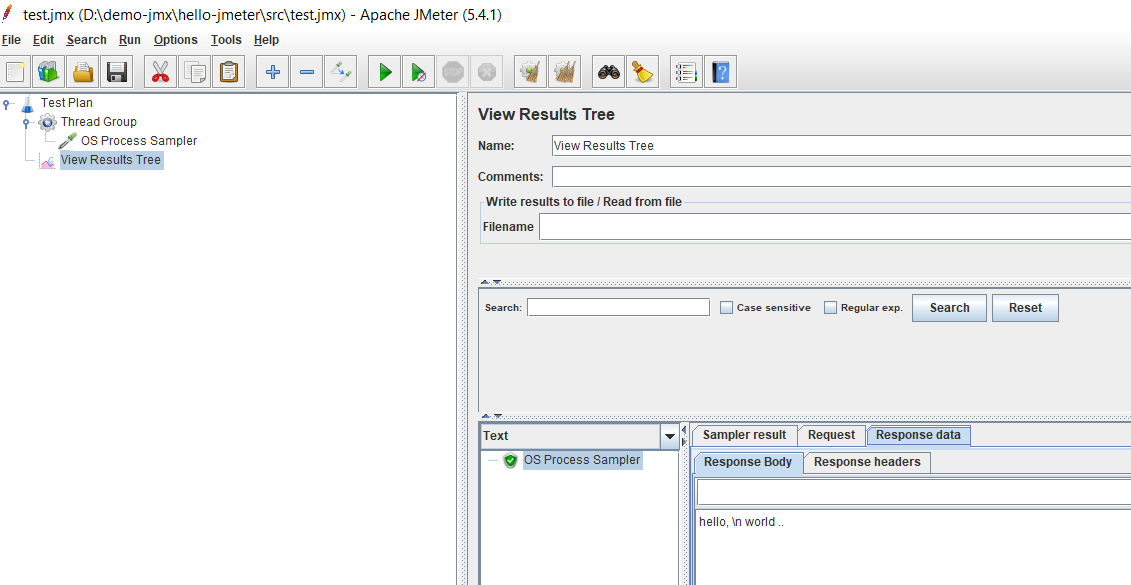 test.jmx (D:\demo-jmx\hello-jmeter\src\test.jmx) - Apache JMeter (5.4.1)
File Edit Search Run Options Tools Help
STOP
Test Plan
Thread Group
OS Process Sampler
View Results Tree
View Results Tree
Name: View Results Tree
Comments:
Write results to file / Read from file
Filename
Search: Case sensitive Regular exp. Search Reset
Text
OS Process Sampler
Sampler result Request Response data
Response Body Response headers
hello, \n world ..